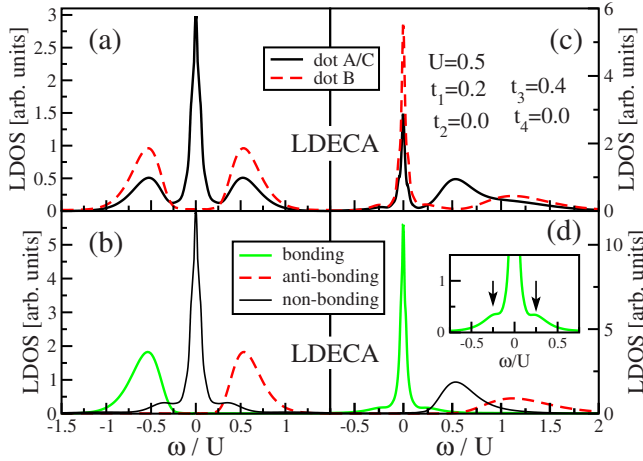 (a)
dot A/C
dot B
LDOS [arb. units]
3
2.5
2
1.5
1
0.5
0
(c)
U=0.5
t1=0.2 t3=0.4
t2=0.0 t4=0.0
LDECA
6
4
2
0
LDOS [arb. units]
(b)
bonding
anti-bonding
non-bonding
LDOS [arb. units]
5
4
3
2
1
0
-1.5 -1 -0.5 0 0.5 1
ω / U
LDECA
(d)
1
0
-0.5 0 0.5
ω/U
10
5
0
LDOS [arb. units]
-0.5 0 0.5 1 1.5 2
ω / U